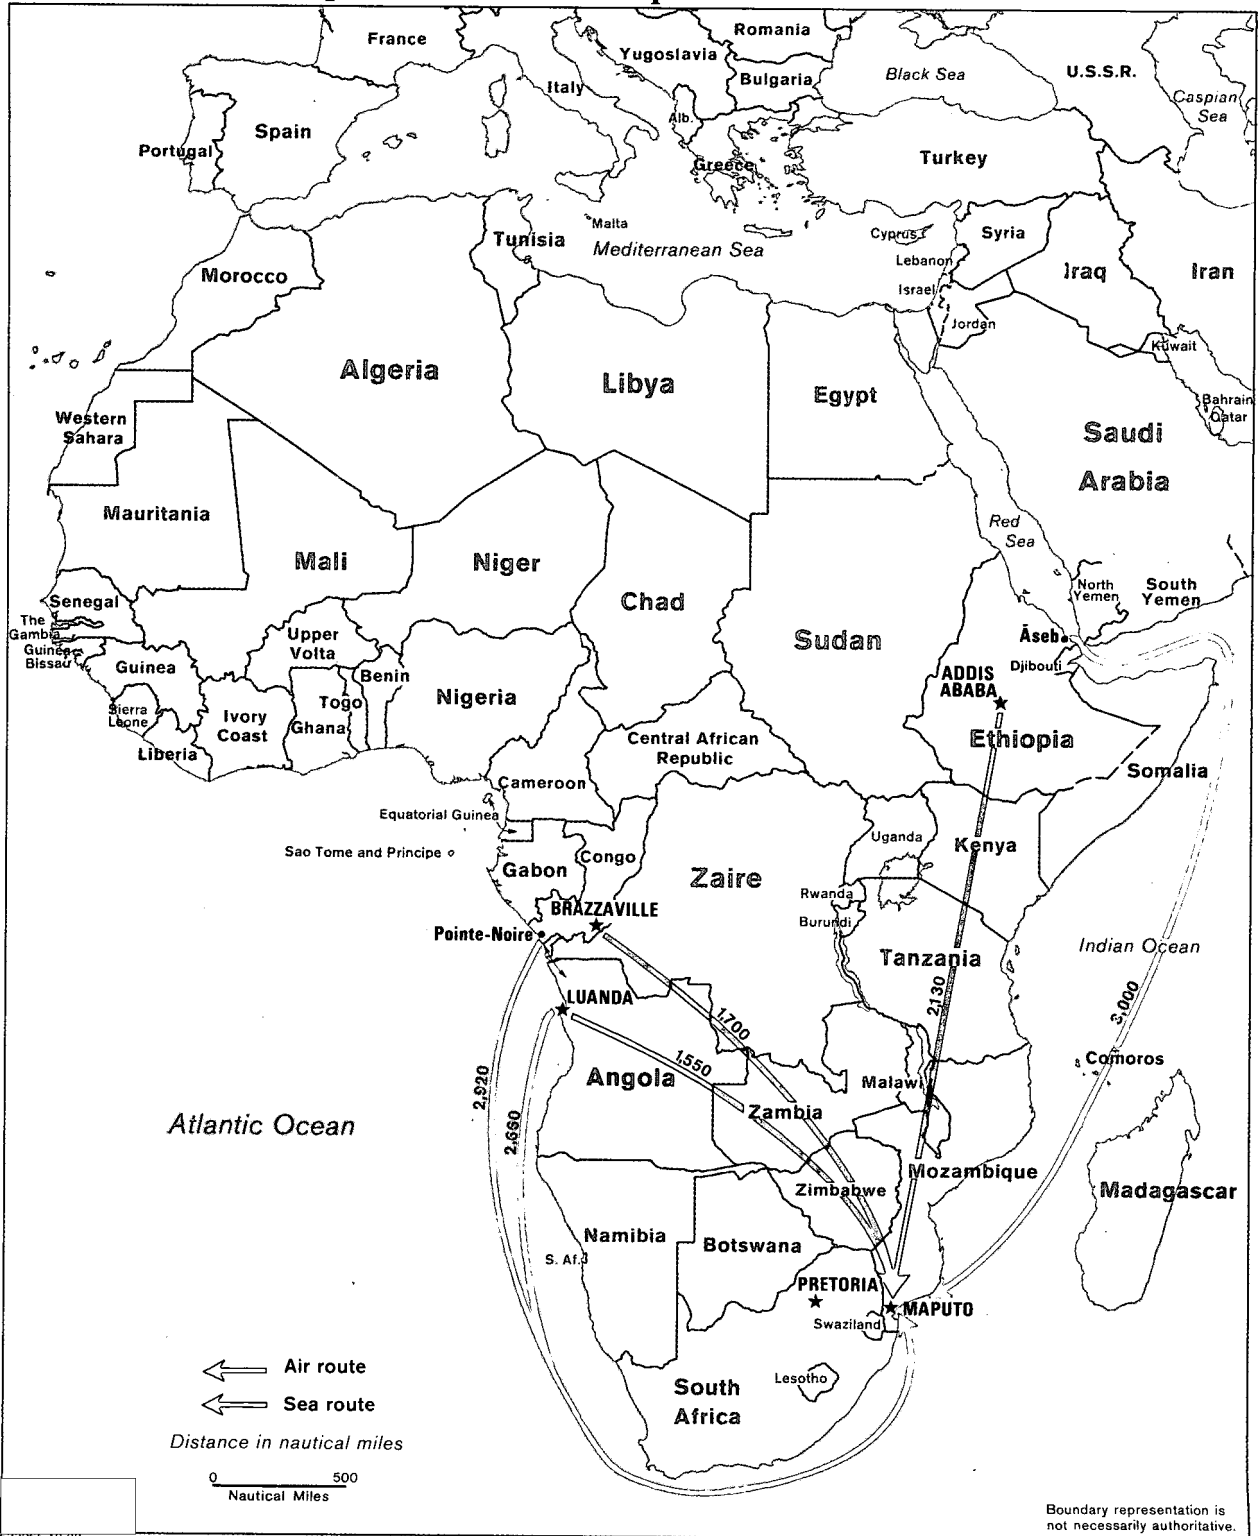 France
Romania
Yugoslavia
Bulgaria
Black Sea
U.S.S.R.
Caspian
Sea
Italy
Alb.
Spain
Portugal
Greece
Turkey
Malta
Tunisia
Mediterranean Sea
Cyprus
Syria
Lebanon
Iraq
Iran
Israel
Morocco
Jordan
Kuwait
Algeria
Libya
Egypt
Bahrain
Qatar
Western
Sahara
Saudi
Arabia
Mauritania
Red
Sea
Mali
Niger
Chad
Sudan
North
Yemen
South
Yemen
Senegal
The
Gambia
Guinea
Bissau
Guinea
Upper
Volta
Benin
Āseb
Djibouti
ADDIS
ABABA
Sierra
Leone
Ivory
Coast
Togo
Ghana
Nigeria
Liberia
Central African
Republic
Ethiopia
Somalia
Cameroon
Equatorial Guinea
Uganda
Kenya
Sao Tome and Principe
Gabon
Congo
Zaire
Rwanda
Burundi
BRAZZAVILLE
Pointe-Noire
Tanzania
Indian Ocean
LUANDA
2,130
3,000
1,700
1,550
Comoros
Angola
Malawi
2,920
2,660
Zambia
Atlantic Ocean
Mozambique
Zimbabwe
Madagascar
Namibia
Botswana
S. Af.
PRETORIA
MAPUTO
Swaziland
Air route
Sea route
Lesotho
South
Africa
Distance in nautical miles
0 500
Nautical Miles
Boundary representation is
not necessarily authoritative.